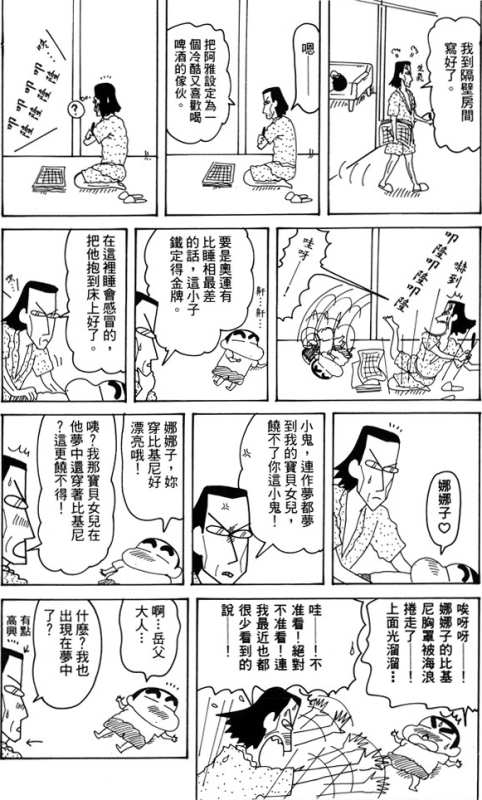 我到隔壁房間
寫好了。
生氣
嗯——
把阿雅設定為一
個冷酷又喜歡喝
啤酒的傢伙。
呀…
叩
隆
叩
隆
叩
隆
?
嚇到
叩
隆
叩
隆
叩
隆
哇呀——!
要是奧運有
比睡相最差
的話,這小子
鐵定得金牌。
鼾…鼾…
在這裡睡會感冒的,
把他抱到床上好了。
娜娜子♡
小鬼,連作夢都夢
到我的寶貝女兒,
饒不了你這小鬼!
娜娜子,妳
穿比基尼好
漂亮哦!
咦?我那寶貝女兒在
他夢中還穿著比基尼
?這更饒不得!
唉呀呀——!
娜娜子的比基
尼胸罩被海浪
捲走了——!
上面光溜溜…
哇——!不
准看!絕對
不准看!連
我最近也都
很少看到的
說——!
啊…岳父
大人…
什麼?我也
出現在夢中
了?
有點
高興